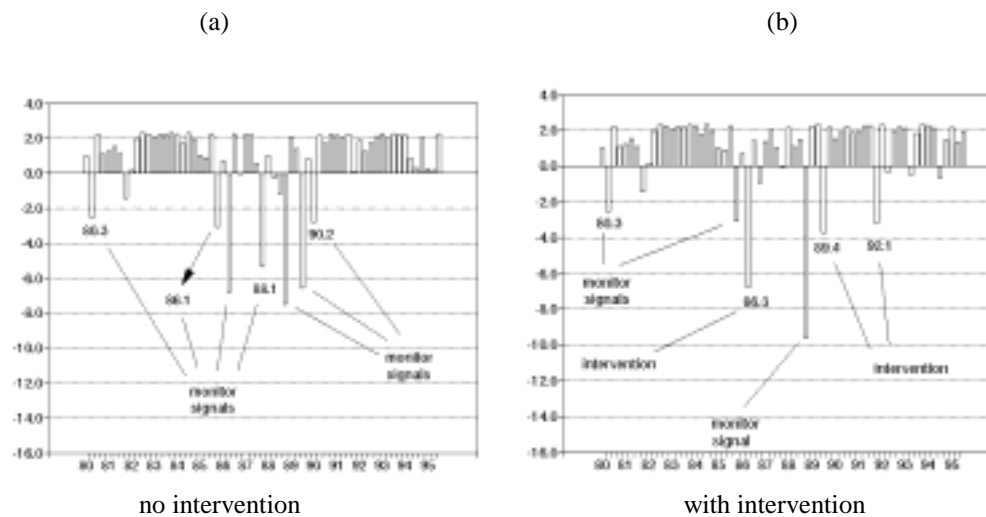 (a)
4.0
2.0
0.0
-2.0
-4.0
-6.0
-8.0
-10.0
-12.0
-14.0
-16.0
80.3
90.2
86.1
88.1
monitor
signals
monitor
signals
80 81 82 83 84 85 86 87 88 89 90 91 92 93 94 95
no intervention
(b)
4.0
2.0
0.0
-2.0
-4.0
-6.0
-8.0
-10.0
-12.0
-14.0
-16.0
80.3
89.4
92.1
monitor
signals
86.3
intervention
intervention
monitor
signal
80 81 82 83 84 85 86 87 88 89 90 91 92 93 94 95
with intervention